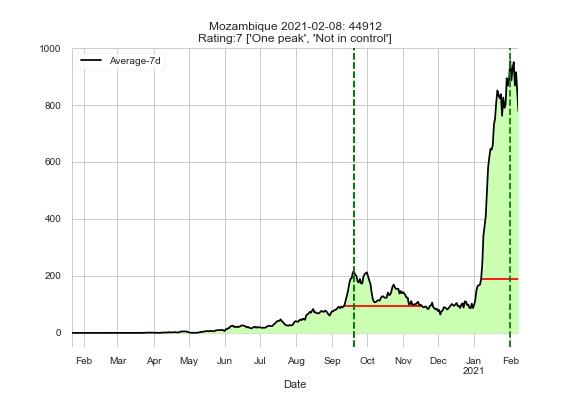 Mozambique 2021-02-08: 44912
Rating:7 ['One peak', 'Not in control']
Average-7d
1000
800
600
400
200
0
Feb Mar Apr May Jun Jul Aug Sep Oct Nov Dec Jan Feb
2021
Date